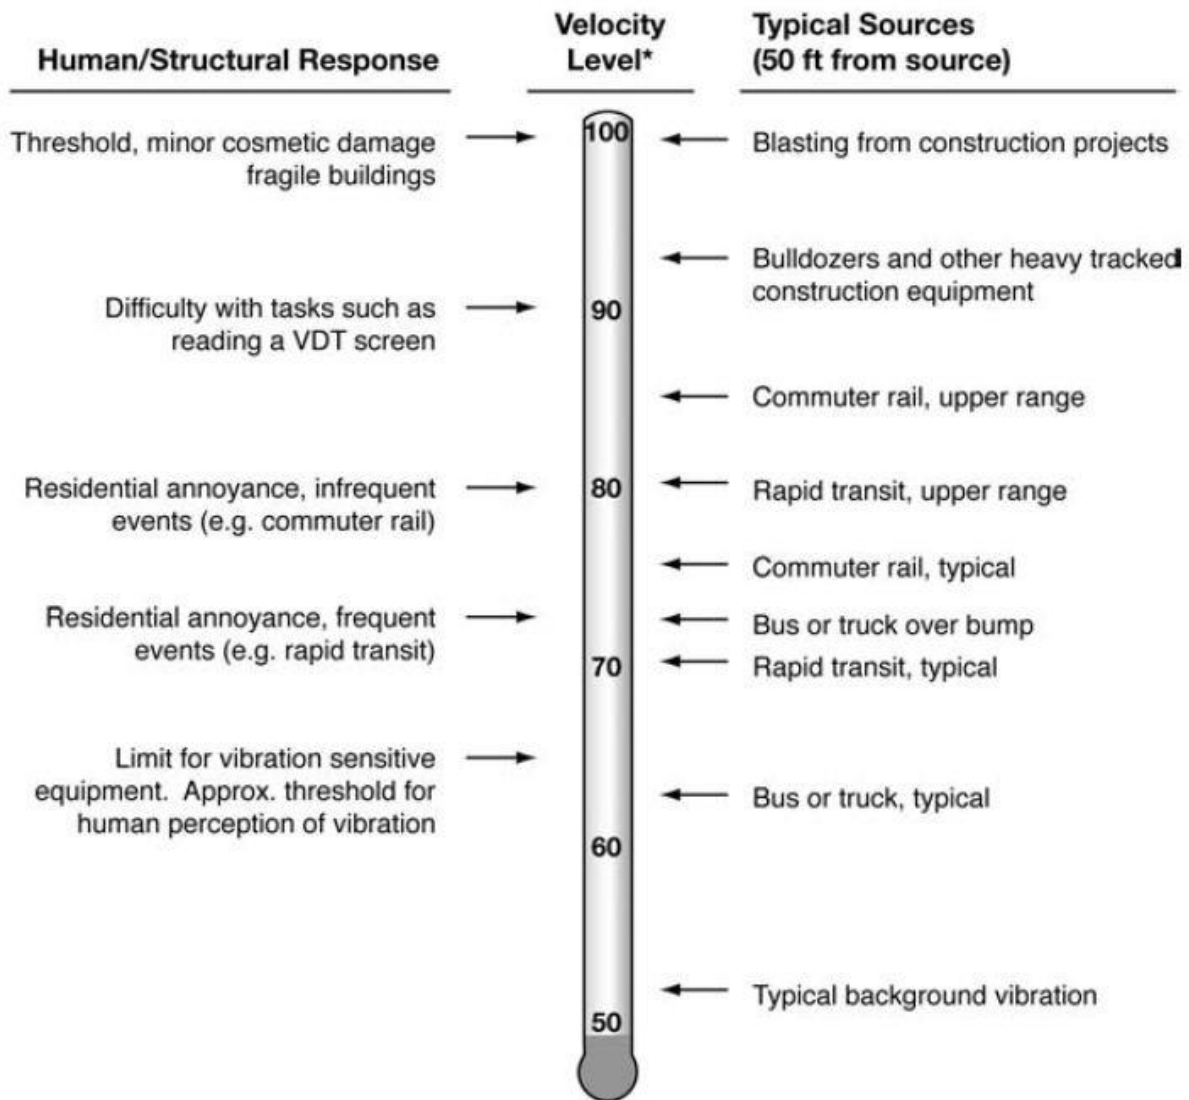 Human/Structural Response
Velocity
Level*
Typical Sources
(50 ft from source)
Threshold, minor cosmetic damage
fragile buildings
100
Blasting from construction projects
Bulldozers and other heavy tracked
construction equipment
Difficulty with tasks such as
reading a VDT screen
90
Commuter rail, upper range
Residential annoyance, infrequent
events (e.g. commuter rail)
80
Rapid transit, upper range
Commuter rail, typical
Residential annoyance, frequent
events (e.g. rapid transit)
Bus or truck over bump
70
Rapid transit, typical
Limit for vibration sensitive
equipment. Approx. threshold for
human perception of vibration
Bus or truck, typical
60
Typical background vibration
50